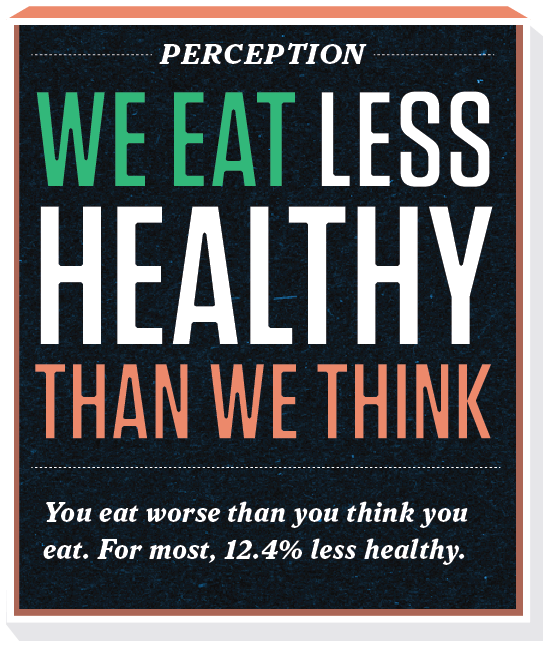 PERCEPTION
WE EAT LESS
HEALTHY
THAN WE THINK
You eat worse than you think you
eat. For most, 12.4% less healthy.